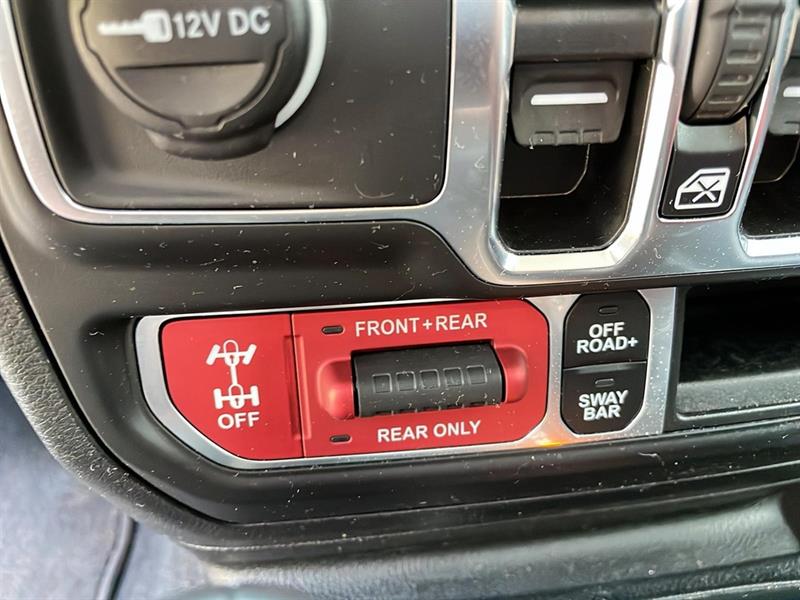 12V DC
FRONT+REAR
OFF
REAR ONLY
OFF
ROAD+
SWAY
BAR